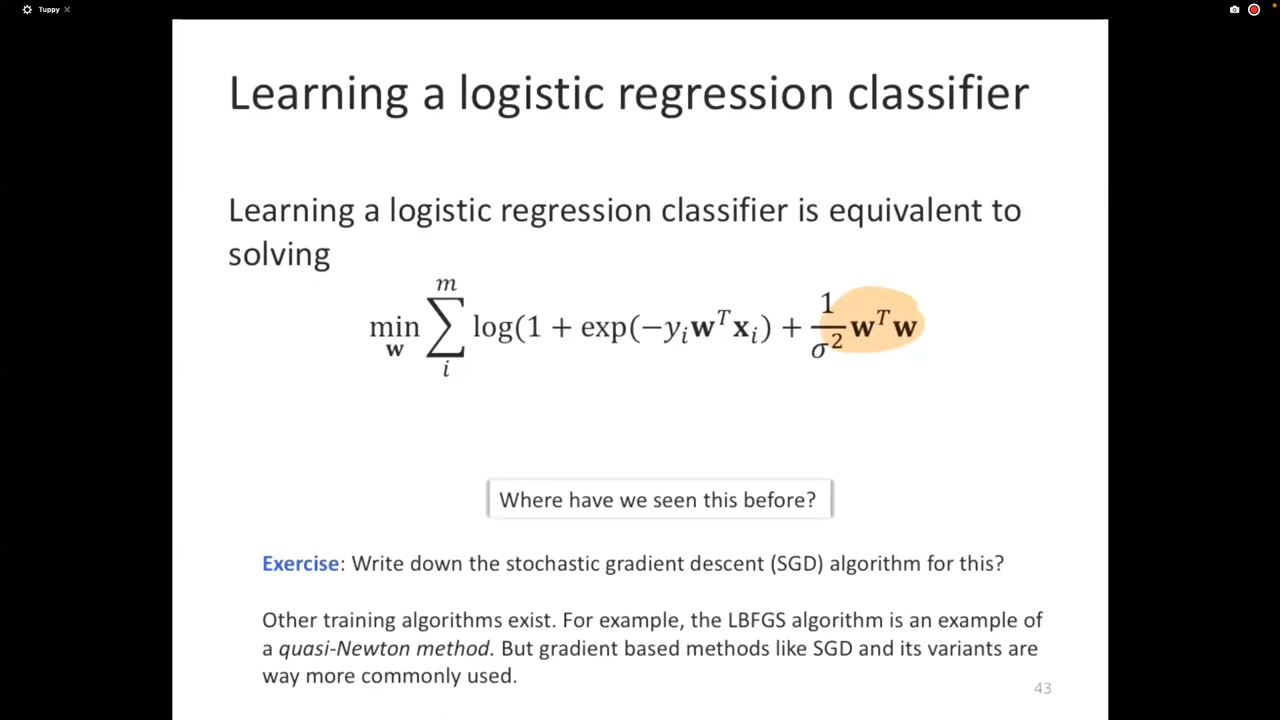 Tuppy
Learning a logistic regression classifier
Learning a logistic regression classifier is equivalent to
solving
min_w ∑_i^m log(1 + exp(−y_i w^T x_i) + 1/σ² w^T w
Where have we seen this before?
Exercise: Write down the stochastic gradient descent (SGD) algorithm for this?
Other training algorithms exist. For example, the LBFGS algorithm is an example of
a quasi-Newton method. But gradient based methods like SGD and its variants are
way more commonly used.
43